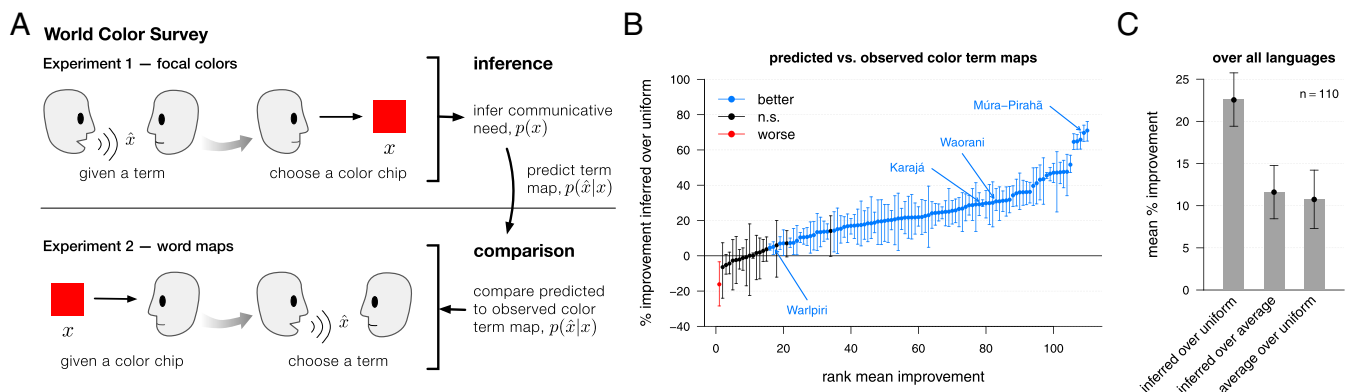 A
World Color Survey
Experiment 1 — focal colors
x̂
given a term
x
choose a color chip
inference
infer communicative
need, p(x)
predict term
map, p(x̂|x)
Experiment 2 — word maps
x
given a color chip
x̂
choose a term
comparison
compare predicted
to observed color
term map, p(x̂|x)
B
predicted vs. observed color term maps
% improvement inferred over uniform
100
80
60
40
20
0
−20
−40
better
n.s.
worse
Múra−Pirahã
Waorani
Karajá
Warlpiri
0 20 40 60 80 100
rank mean improvement
C
over all languages
n = 110
mean % improvement
25
20
15
10
5
0
inferred over uniform
inferred over average
average over uniform